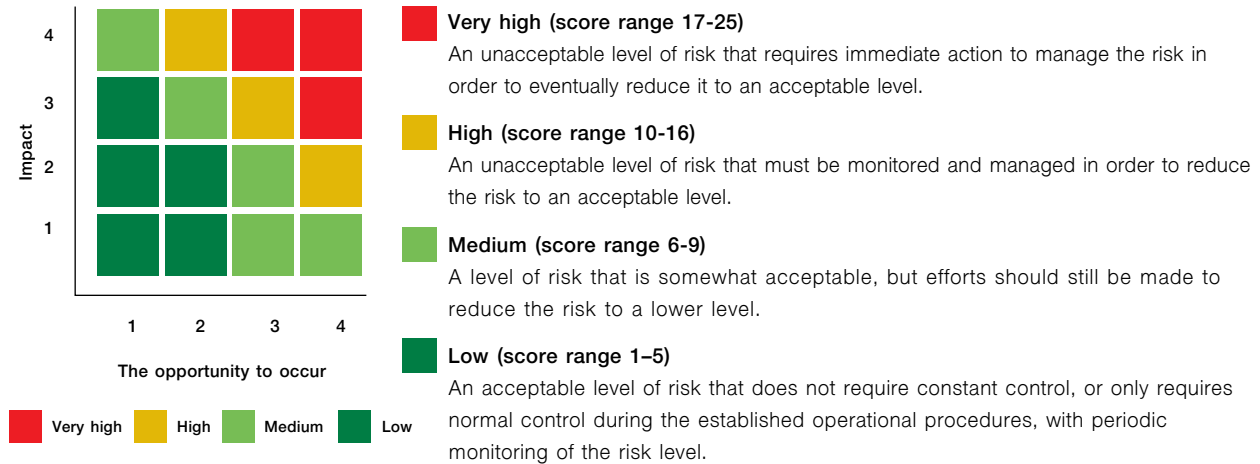 4
3
2
1
Impact
1 2 3 4
The opportunity to occur
Very high High Medium Low
Very high (score range 17-25)
An unacceptable level of risk that requires immediate action to manage the risk in
order to eventually reduce it to an acceptable level.
High (score range 10-16)
An unacceptable level of risk that must be monitored and managed in order to reduce
the risk to an acceptable level.
Medium (score range 6-9)
A level of risk that is somewhat acceptable, but efforts should still be made to
reduce the risk to a lower level.
Low (score range 1–5)
An acceptable level of risk that does not require constant control, or only requires
normal control during the established operational procedures, with periodic
monitoring of the risk level.